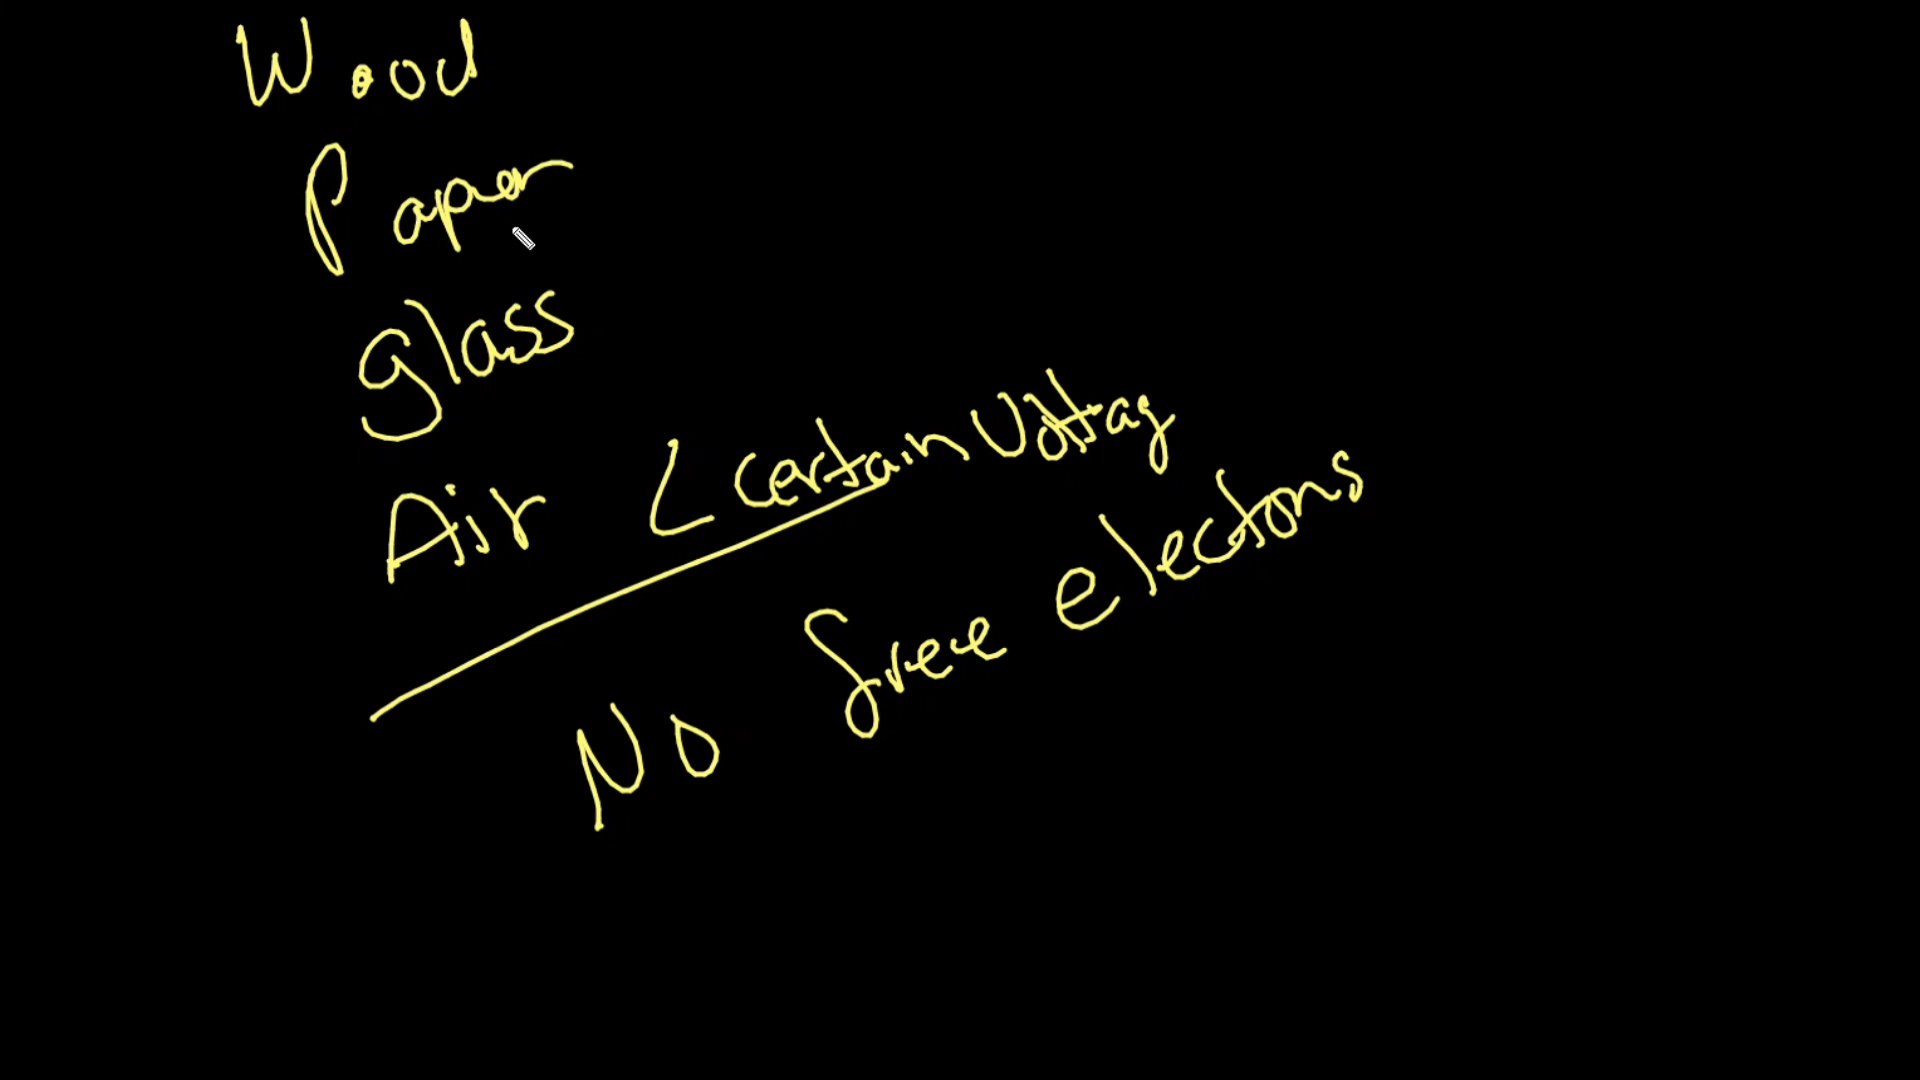 Wood
Paper
glass
Air < certain Voltag
No free electons